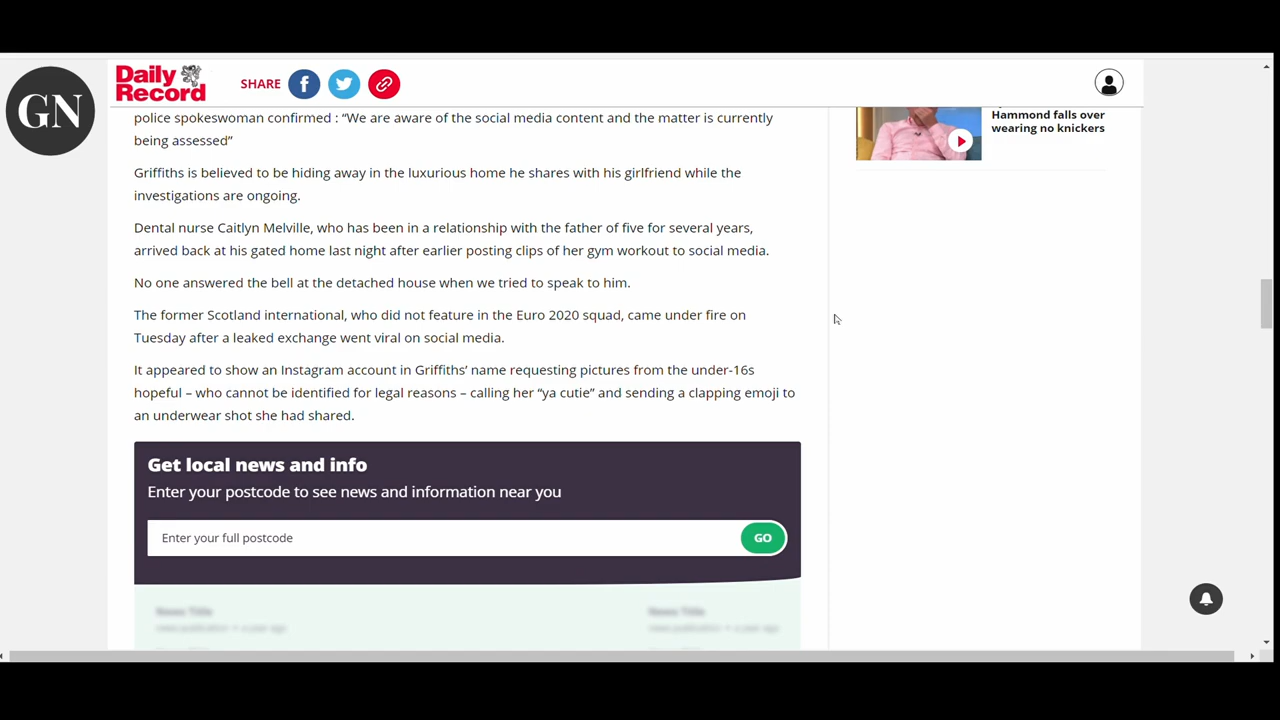 GN
Daily
Record
SHARE
police spokeswoman confirmed : “We are aware of the social media content and the matter is currently
being assessed”
Hammond falls over
wearing no knickers
Griffiths is believed to be hiding away in the luxurious home he shares with his girlfriend while the
investigations are ongoing.
Dental nurse Caitlyn Melville, who has been in a relationship with the father of five for several years,
arrived back at his gated home last night after earlier posting clips of her gym workout to social media.
No one answered the bell at the detached house when we tried to speak to him.
The former Scotland international, who did not feature in the Euro 2020 squad, came under fire on
Tuesday after a leaked exchange went viral on social media.
It appeared to show an Instagram account in Griffiths’ name requesting pictures from the under-16s
hopeful – who cannot be identified for legal reasons – calling her “ya cutie” and sending a clapping emoji to
an underwear shot she had shared.
Get local news and info
Enter your postcode to see news and information near you
Enter your full postcode
GO
News Title
News Title